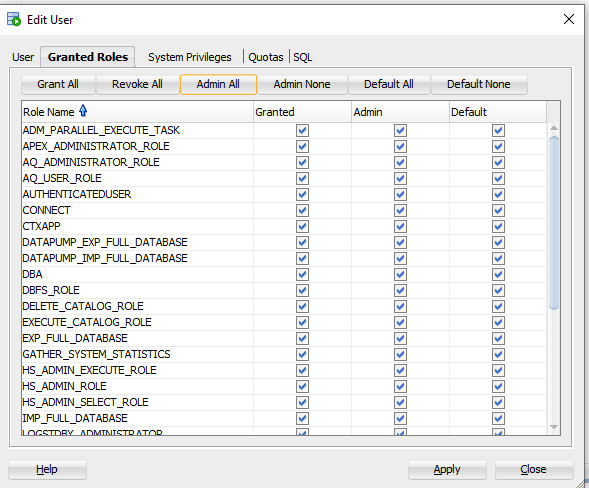 Edit User
User Granted Roles System Privileges Quotas SQL
Grant All Revoke All Admin All Admin None Default All Default None
Role Name Granted Admin Default
ADM_PARALLEL_EXECUTE_TASK
APEX_ADMINISTRATOR_ROLE
AQ_ADMINISTRATOR_ROLE
AQ_USER_ROLE
AUTHENTICATEDUSER
CONNECT
CTXAPP
DATAPUMP_EXP_FULL_DATABASE
DATAPUMP_IMP_FULL_DATABASE
DBA
DBFS_ROLE
DELETE_CATALOG_ROLE
EXECUTE_CATALOG_ROLE
EXP_FULL_DATABASE
GATHER_SYSTEM_STATISTICS
HS_ADMIN_EXECUTE_ROLE
HS_ADMIN_ROLE
HS_ADMIN_SELECT_ROLE
IMP_FULL_DATABASE
LOGSTDBY_ADMINISTRATOR
Help Apply Close